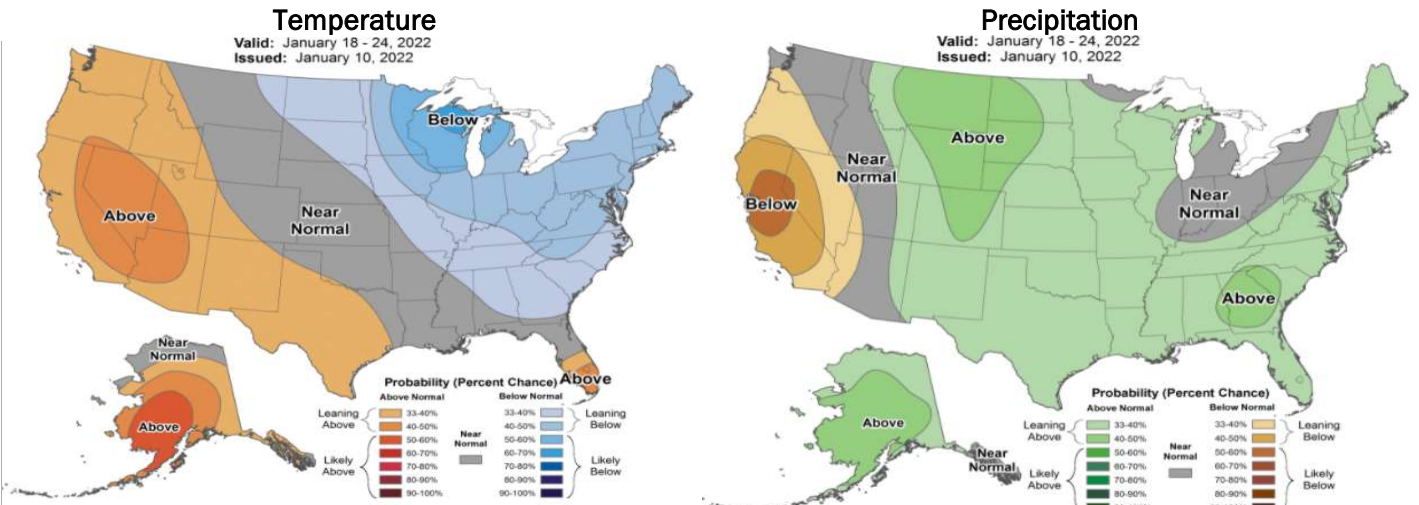 Temperature
Valid: January 18 - 24, 2022
Issued: January 10, 2022
Below
Above
Near
Normal
Near
Normal
Above
Above
Probability (Percent Chance)
Above Normal
Below Normal
Leaning
Above
33-40%
40-50%
Likely
Above
50-60%
60-70%
70-80%
80-90%
90-100%
Near
Normal
33-40%
40-50%
Leaning
Below
50-60%
60-70%
70-80%
80-90%
90-100%
Likely
Below
Precipitation
Valid: January 18 - 24, 2022
Issued: January 10, 2022
Above
Near
Normal
Below
Near
Normal
Above
Above
Near
Normal
Probability (Percent Chance)
Above Normal
Below Normal
Leaning
Above
33-40%
40-50%
Likely
Above
50-60%
60-70%
70-80%
80-90%
Near
Normal
33-40%
40-50%
Leaning
Below
50-60%
60-70%
70-80%
80-90%
Likely
Below